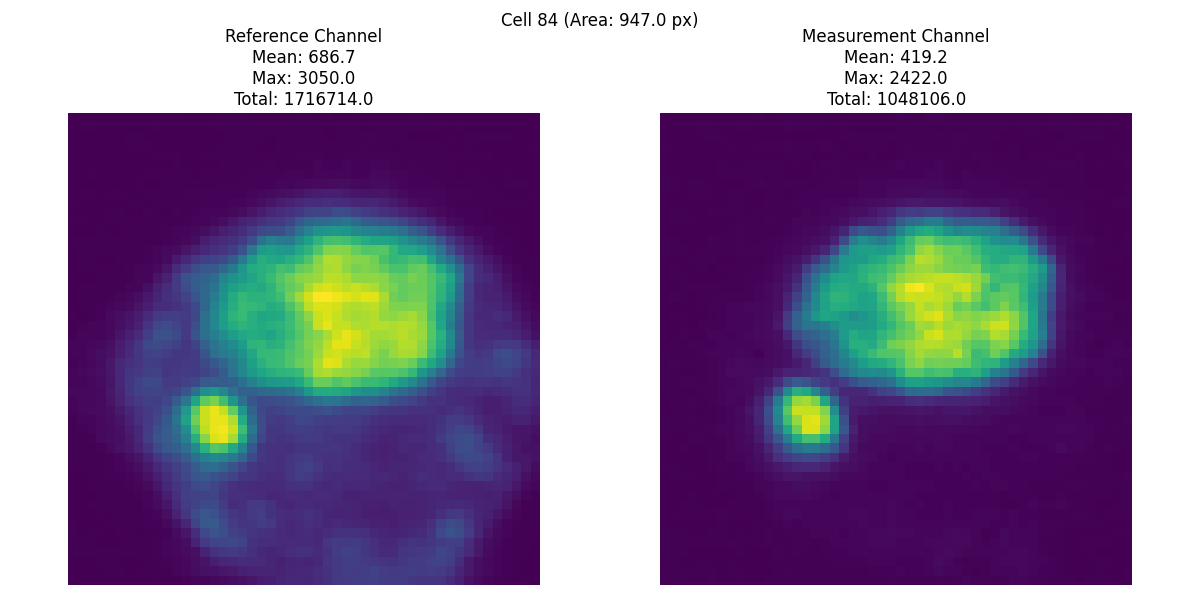 Cell 84 (Area: 947.0 px)
Reference Channel
Mean: 686.7
Max: 3050.0
Total: 1716714.0
Measurement Channel
Mean: 419.2
Max: 2422.0
Total: 1048106.0